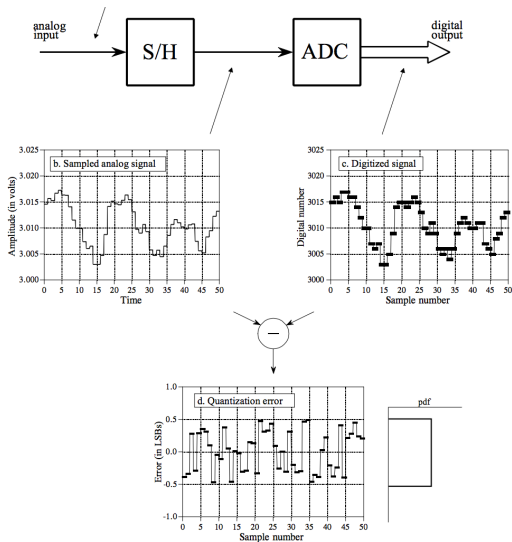 analog
input
S/H
ADC
digital
output
b. Sampled analog signal
Amplitude (in volts)
3.025
3.020
3.015
3.010
3.005
3.000
0 5 10 15 20 25 30 35 40 45 50
Time
c. Digitized signal
Digital number
3025
3020
3015
3010
3005
3000
0 5 10 15 20 25 30 35 40 45 50
Sample number
−
d. Quantization error
Error (in LSBs)
1.0
0.5
0.0
-0.5
-1.0
0 5 10 15 20 25 30 35 40 45 50
Sample number
pdf